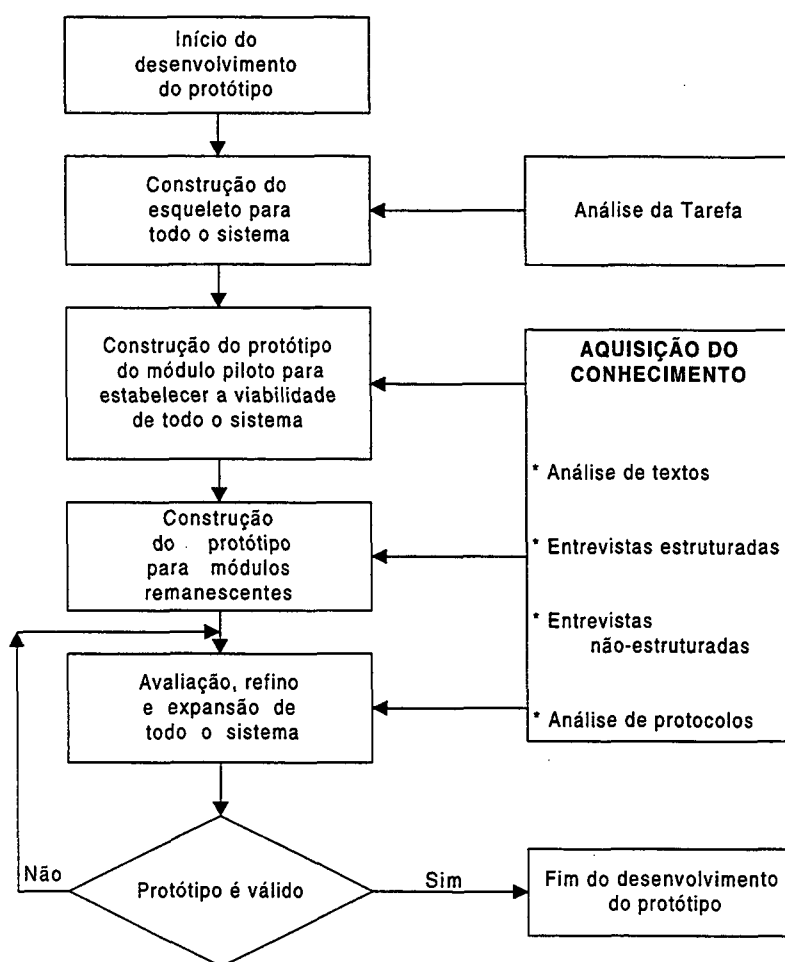 Início do
desenvolvimento
do protótipo
Construção do
esqueleto para
todo o sistema
Análise da Tarefa
Construção do protótipo
do módulo piloto para
estabelecer a viabilidade
de todo o sistema
AQUISIÇÃO DO
CONHECIMENTO
* Análise de textos
* Entrevistas estruturadas
* Entrevistas
não-estruturadas
* Análise de protocolos
Construção
do protótipo
para módulos
remanescentes
Avaliação, refino
e expansão de
todo o sistema
Não
Protótipo é válido
Sim
Fim do desenvolvimento
do protótipo